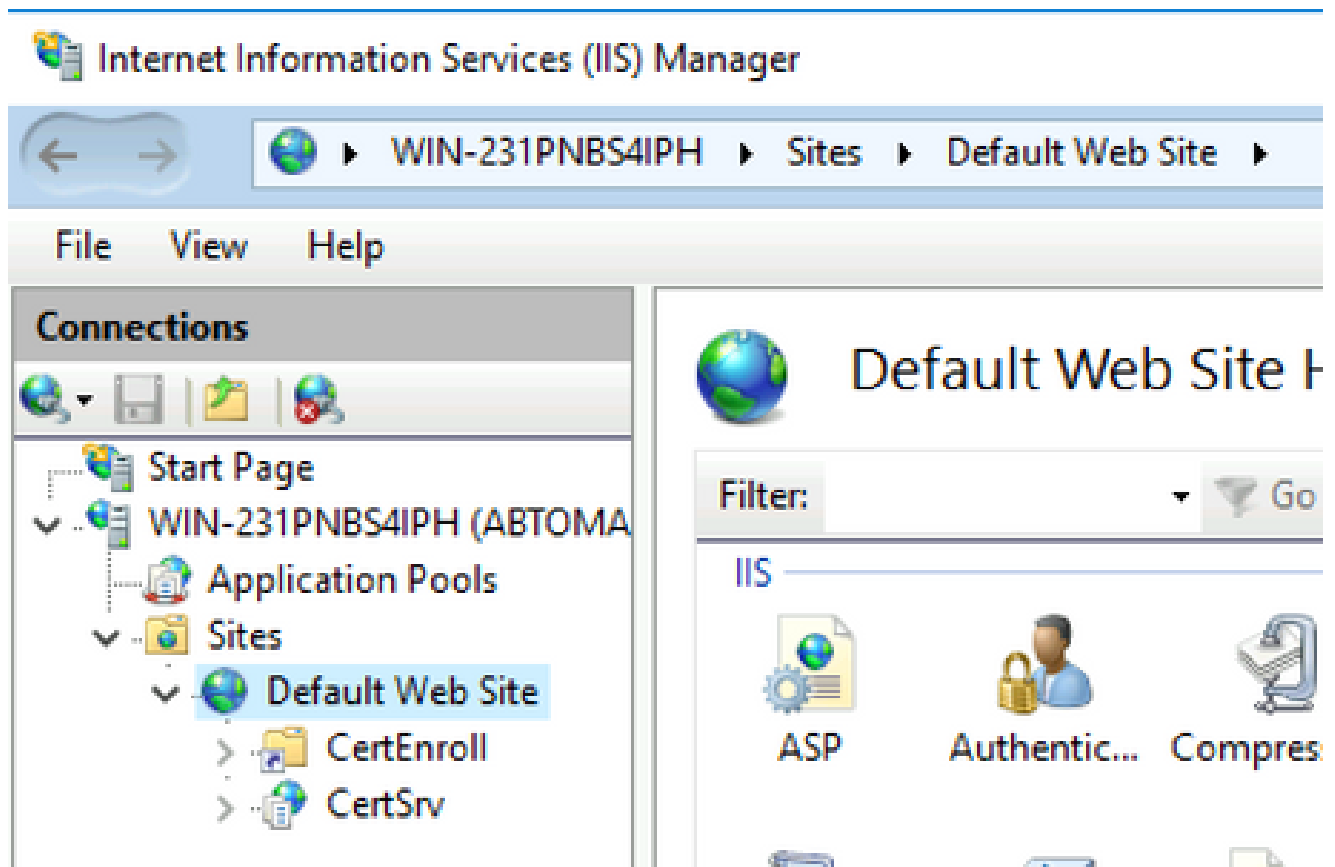 Internet Information Services (IIS) Manager
WIN-231PNBS4IPH Sites Default Web Site
File View Help
Connections
Default Web Site H
Start Page
WIN-231PNBS4IPH (ABTOMA
Application Pools
Sites
Default Web Site
CertEnroll
CertSrv
Filter: Go
IIS
ASP Authentic... Compres